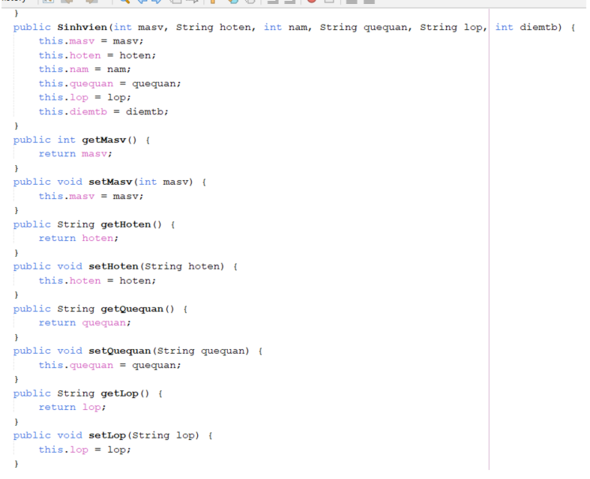 }
public Sinhvien(int masv, String hoten, int nam, String quequan, String lop, int diemtb) {
this.masv = masv;
this.hoten = hoten;
this.nam = nam;
this.quequan = quequan;
this.lop = lop;
this.diemtb = diemtb;
}
public int getMasv() {
return masv;
}
public void setMasv(int masv) {
this.masv = masv;
}
public String getHoten() {
return hoten;
}
public void setHoten(String hoten) {
this.hoten = hoten;
}
public String getQuequan() {
return quequan;
}
public void setQuequan(String quequan) {
this.quequan = quequan;
}
public String getLop() {
return lop;
}
public void setLop(String lop) {
this.lop = lop;
}